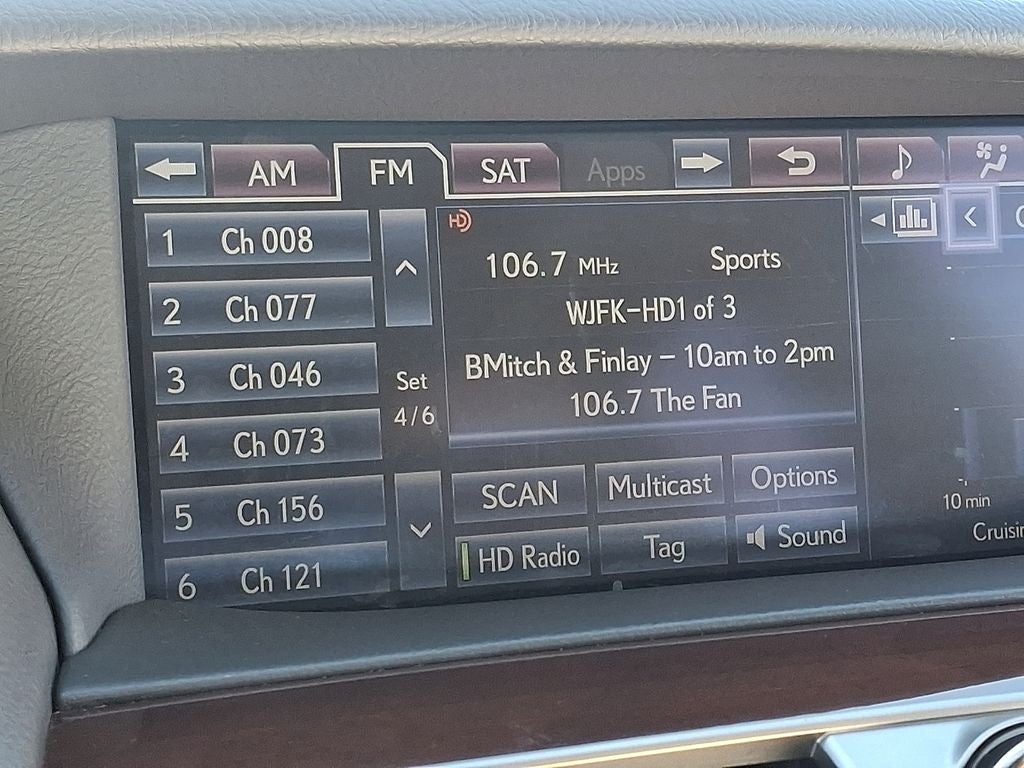 AM FM SAT Apps
1 Ch 008
2 Ch 077
3 Ch 046
4 Ch 073
5 Ch 156
6 Ch 121
Set
4/6
HD
106.7 MHz Sports
WJFK-HD1 of 3
BMitch & Finlay - 10am to 2pm
106.7 The Fan
SCAN Multicast Options
HD Radio Tag Sound
10 min